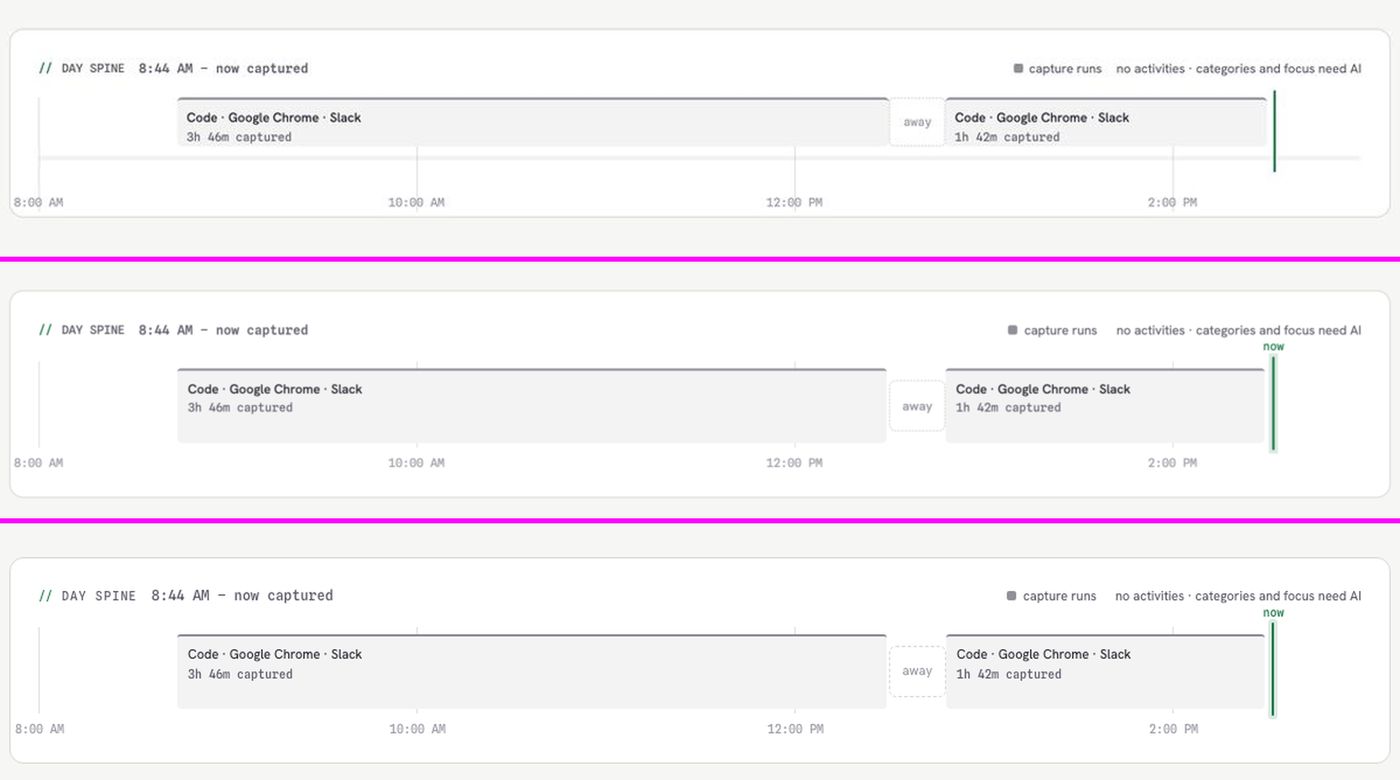 // DAY SPINE 8:44 AM – now captured capture runs no activities · categories and focus need AI
Code · Google Chrome · Slack away Code · Google Chrome · Slack
3h 46m captured 1h 42m captured
8:00 AM 10:00 AM 12:00 PM 2:00 PM
// DAY SPINE 8:44 AM – now captured capture runs no activities · categories and focus need AI
now
Code · Google Chrome · Slack away Code · Google Chrome · Slack
3h 46m captured 1h 42m captured
8:00 AM 10:00 AM 12:00 PM 2:00 PM
// DAY SPINE 8:44 AM – now captured capture runs no activities · categories and focus need AI
now
Code · Google Chrome · Slack away Code · Google Chrome · Slack
3h 46m captured 1h 42m captured
8:00 AM 10:00 AM 12:00 PM 2:00 PM